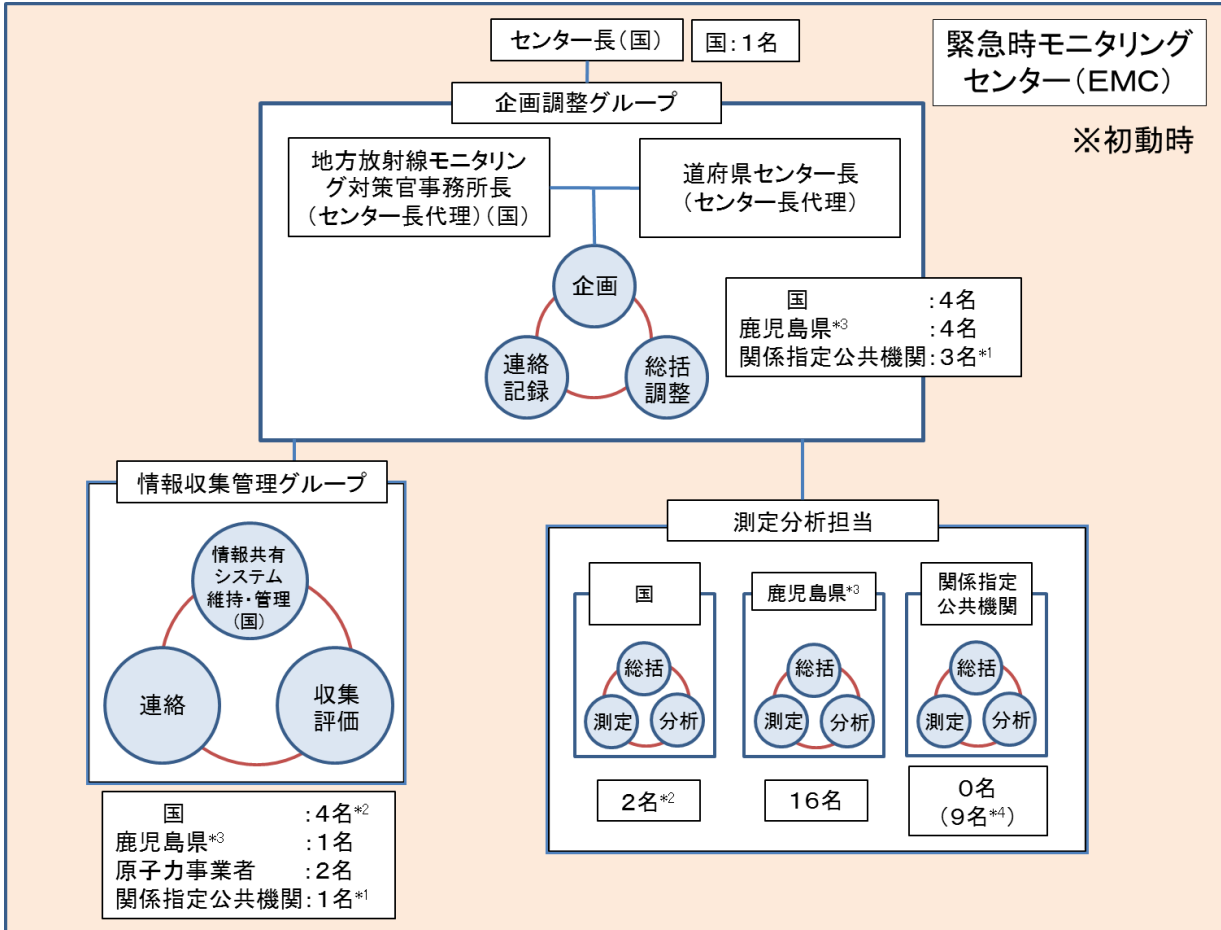 センター長(国)
国:1名
緊急時モニタリング
センター(EMC)
※初動時
企画調整グループ
地方放射線モニタリン
グ対策官事務所長
(センター長代理)(国)
道府県センター長
(センター長代理)
企画
連絡
記録
総括
調整
国 :4名
鹿児島県*3 :4名
関係指定公共機関:3名*1
情報収集管理グループ
情報共有
システム
維持・管理
(国)
連絡
収集
評価
国 :4名*2
鹿児島県*3 :1名
原子力事業者 :2名
関係指定公共機関:1名*1
測定分析担当
国
総括
測定
分析
2名*2
鹿児島県*3
総括
測定
分析
16名
関係指定
公共機関
総括
測定
分析
0名
(9名*4)